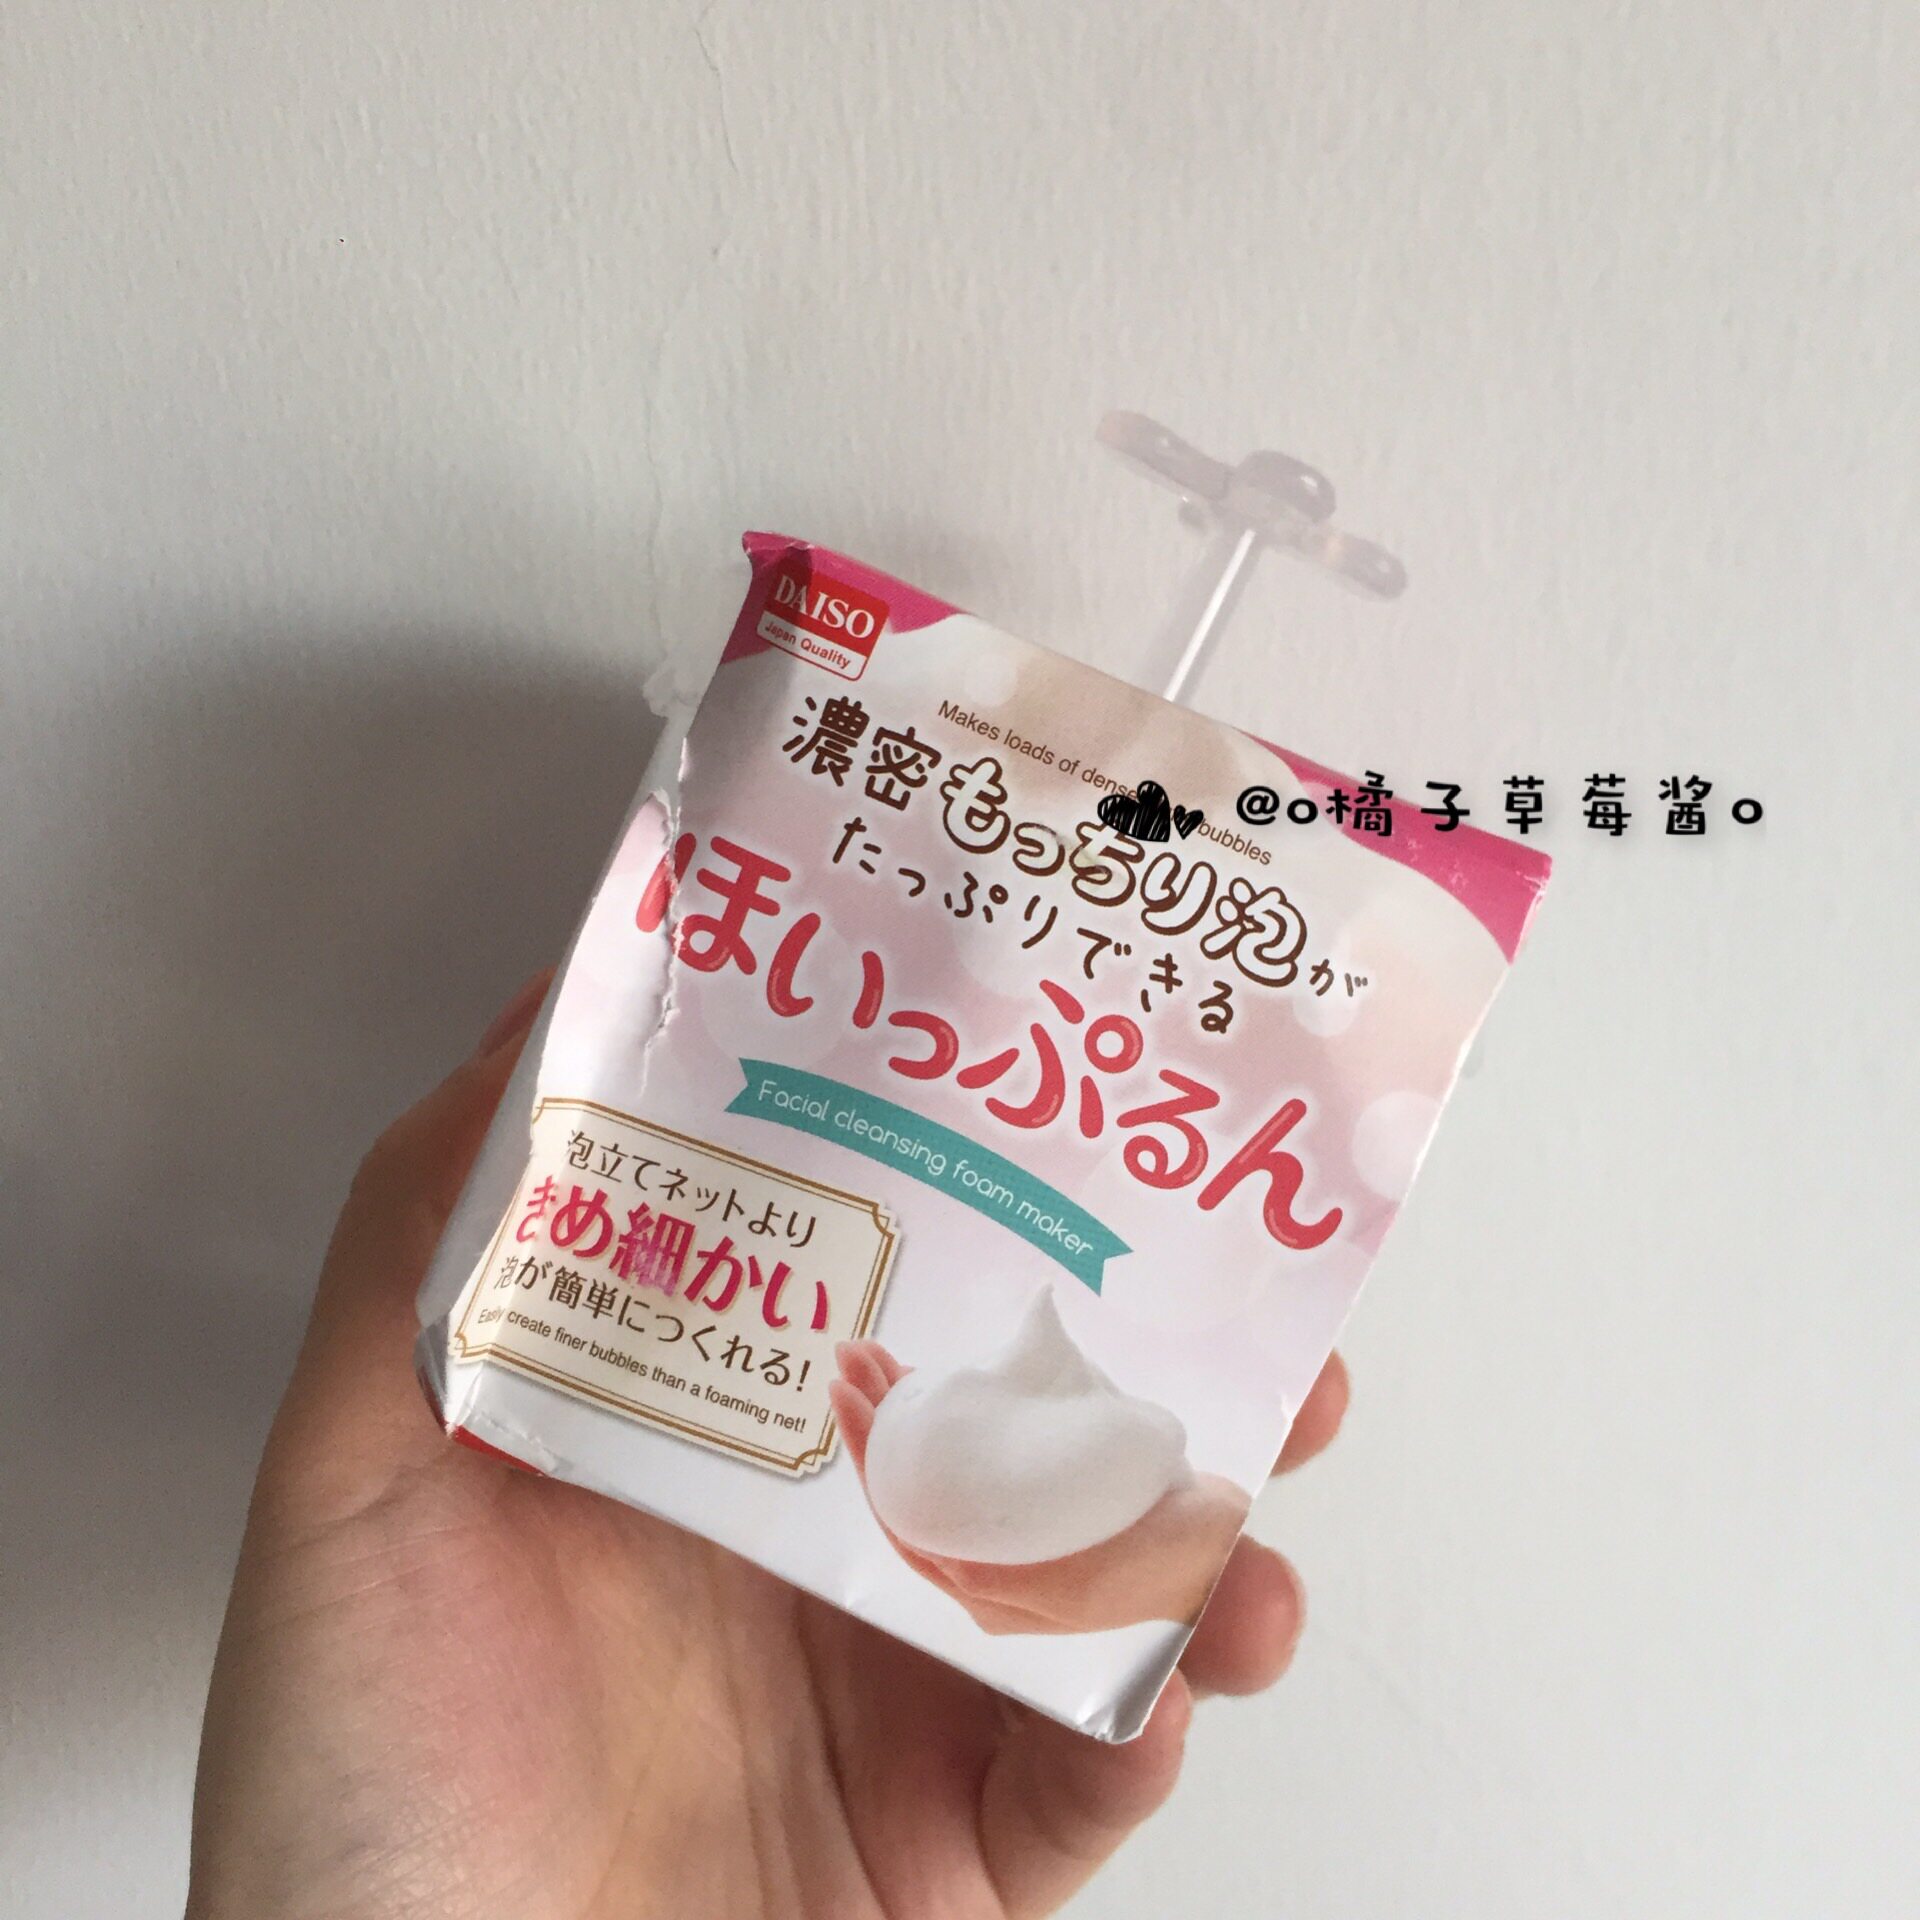 DAISO
Japan Quality
Makes loads of dense bubbles
濃密もっちり泡が
たっぷりできる
ほいっぷるん
Facial cleansing foam maker
泡立てネットより
きめ細かい
泡が簡単につくれる!
Easily create finer bubbles than a foaming net!
@o橘子草莓酱o